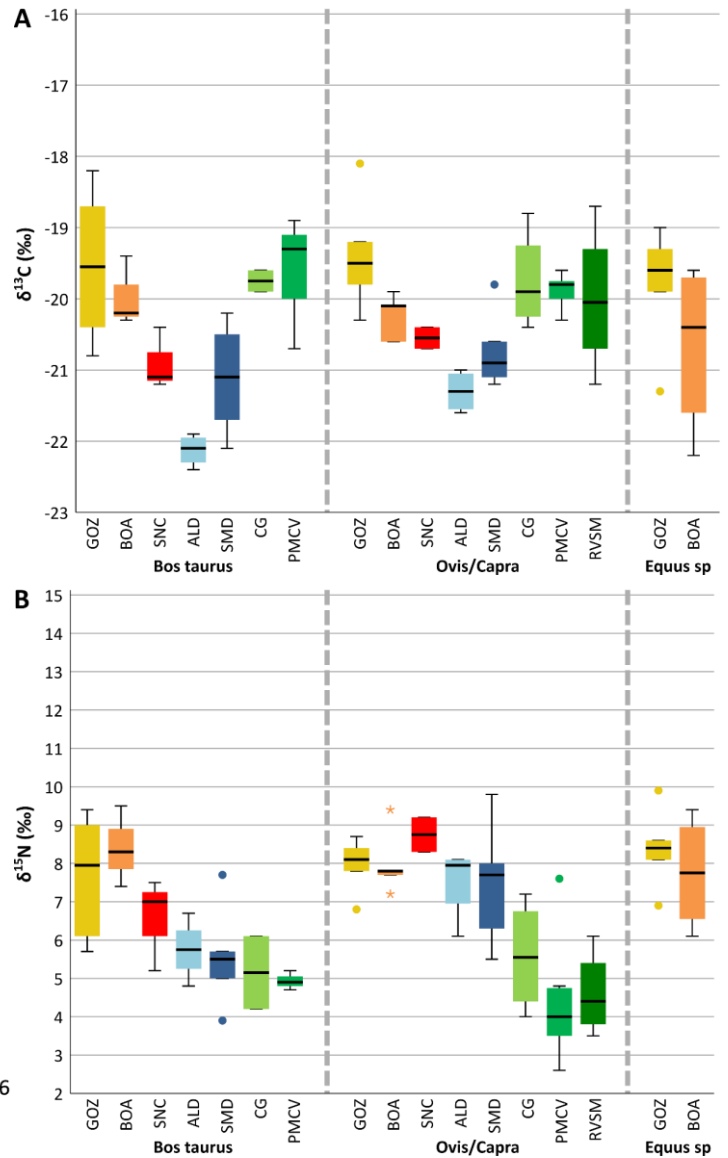 A
-16
-17
-18
-19
-20
-21
-22
-23
δ¹³C (‰)
GOZ
BOA
SNC
ALD
SMD
CG
PMCV
GOZ
BOA
SNC
ALD
SMD
CG
PMCV
RVSM
GOZ
BOA
Bos taurus
Ovis/Capra
Equus sp
B
15
14
13
12
11
10
9
8
7
6
5
4
3
2
δ¹⁵N (‰)
6
GOZ
BOA
SNC
ALD
SMD
CG
PMCV
GOZ
BOA
SNC
ALD
SMD
CG
PMCV
RVSM
GOZ
BOA
Bos taurus
Ovis/Capra
Equus sp